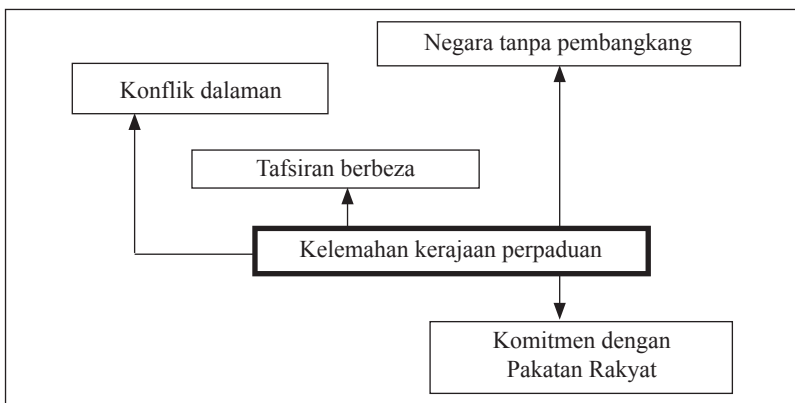 Negara tanpa pembangkang
Konflik dalaman
Tafsiran berbeza
Kelemahan kerajaan perpaduan
Komitmen dengan
Pakatan Rakyat